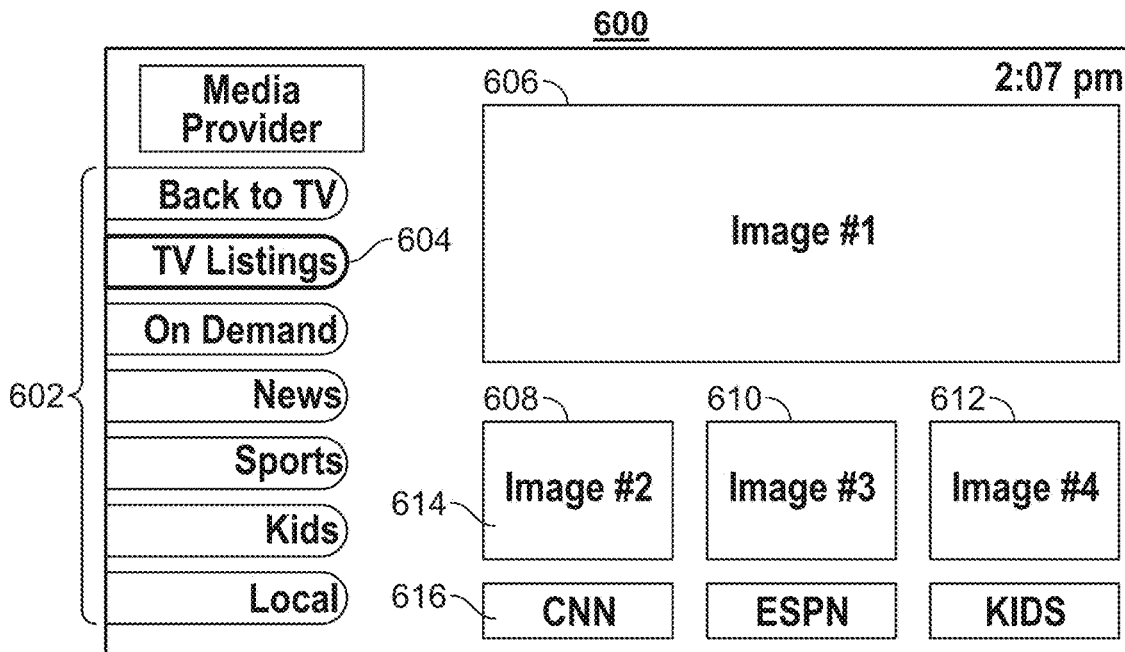 600
2:07 pm
Media
Provider
606
Image #1
Back to TV
TV Listings
604
On Demand
News
602
Sports
Kids
Local
608
610
612
Image #2
Image #3
Image #4
614
616
CNN
ESPN
KIDS